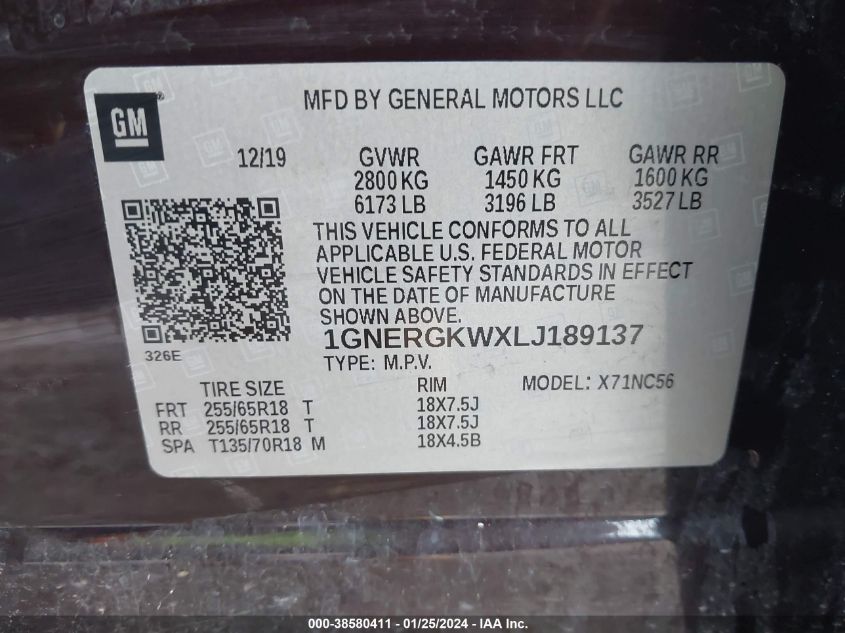 MFD BY GENERAL MOTORS LLC
GM
12/19 GVWR GAWR FRT GAWR RR
2800 KG 1450 KG 1600 KG
6173 LB 3196 LB 3527 LB
THIS VEHICLE CONFORMS TO ALL
APPLICABLE U.S. FEDERAL MOTOR
VEHICLE SAFETY STANDARDS IN EFFECT
ON THE DATE OF MANUFACTURE
SHOWN ABOVE.
1GNERGKWXLJ189137
326E
TYPE: M.P.V.
TIRE SIZE RIM MODEL: X71NC56
FRT 255/65R18 T 18X7.5J
RR 255/65R18 T 18X7.5J
SPA T135/70R18 M 18X4.5B
000-38580411 - 01/25/2024 - IAA Inc.